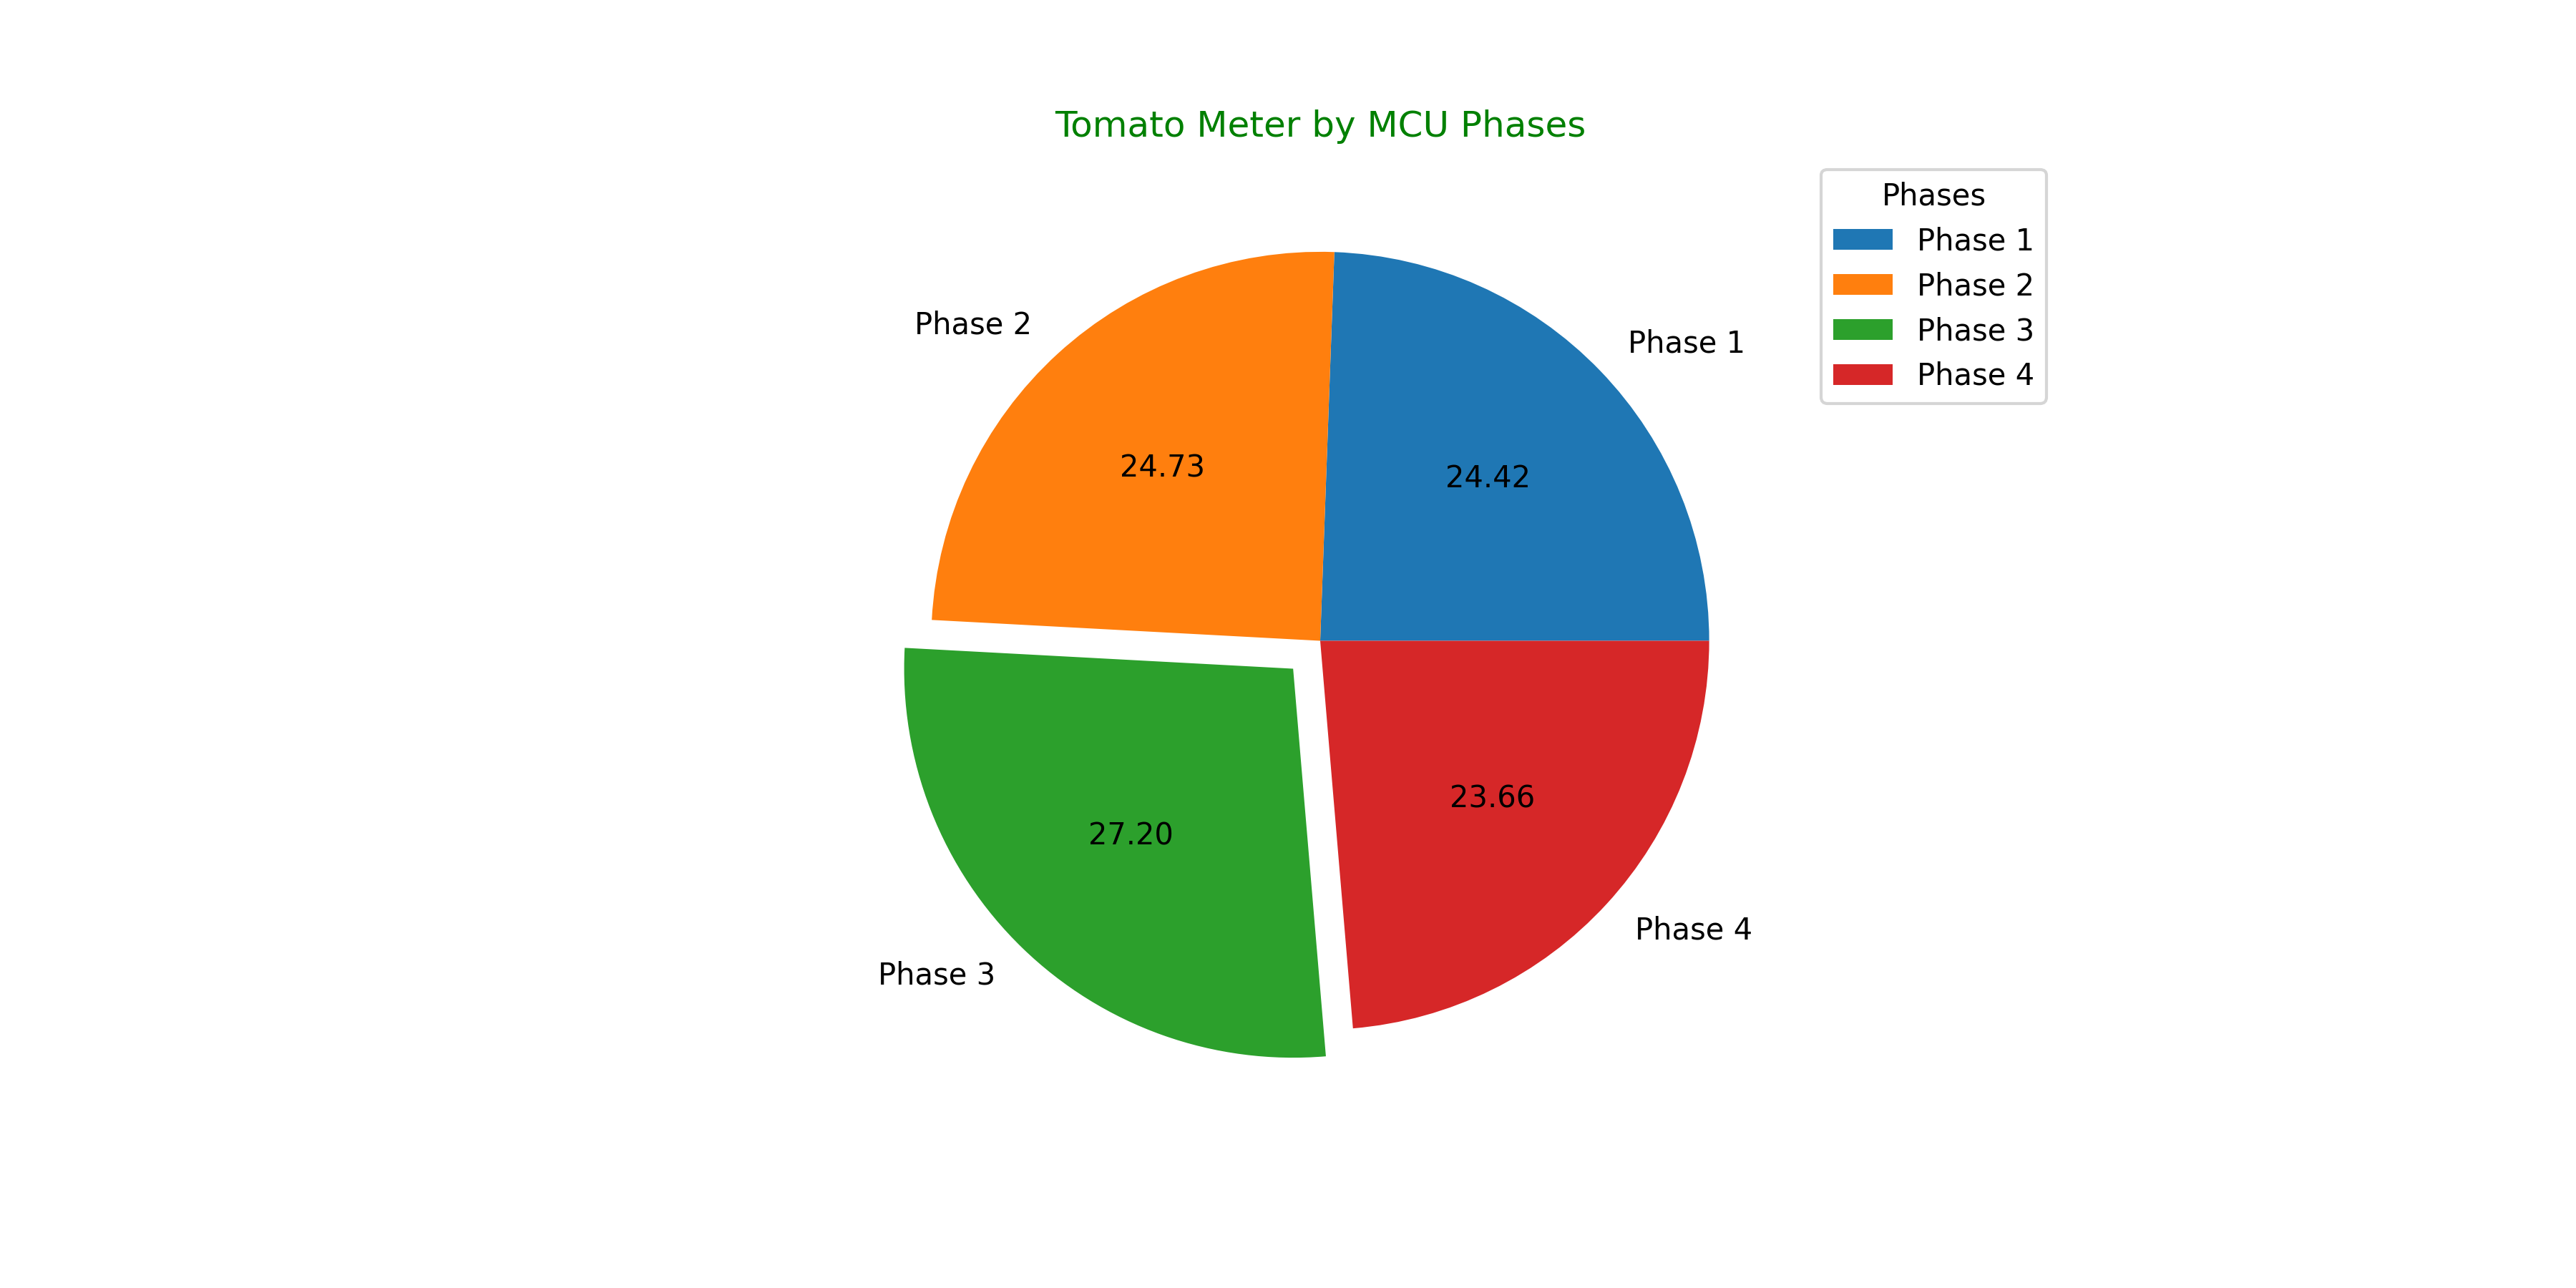 Tomato Meter by MCU Phases
Phases
Phase 1
Phase 2
Phase 3
Phase 4
Phase 2
Phase 1
24.73
24.42
27.20
23.66
Phase 3
Phase 4